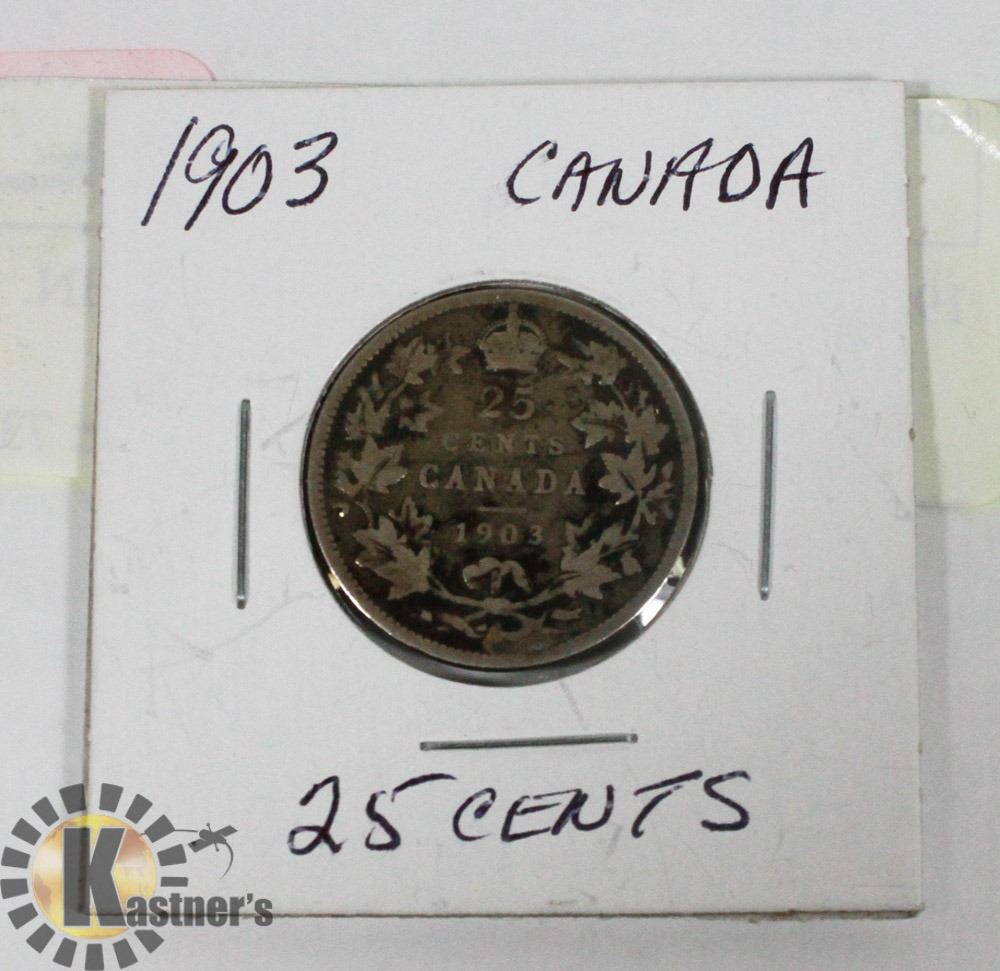 1903 CANADA
25
CENTS
CANADA
1903
25 CENTS
Kastner's